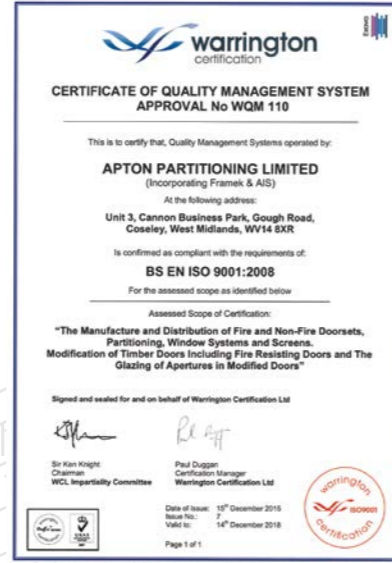 warrington
certification
Exova
CERTIFICATE OF QUALITY MANAGEMENT SYSTEM
APPROVAL No WQM 110
This is to certify that, Quality Management Systems operated by:
APTON PARTITIONING LIMITED
(Incorporating Framek & AIS)
At the following address:
Unit 3, Cannon Business Park, Gough Road,
Coseley, West Midlands, WV14 8XR
Is confirmed as compliant with the requirements of:
BS EN ISO 9001:2008
For the assessed scope as identified below
Assessed Scope of Certification:
"The Manufacture and Distribution of Fire and Non-Fire Doorsets,
Partitioning, Window Systems and Screens.
Modification of Timber Doors Including Fire Resisting Doors and The
Glazing of Apertures in Modified Doors"
Signed and sealed for and on behalf of Warrington Certification Ltd
Sir Ken Knight
Chairman
WCL Impartiality Committee
Paul Duggan
Certification Manager
Warrington Certification Ltd
Date of Issue: 15th December 2015
Issue No.: 7
Valid to: 14th December 2018
Page 1 of 1
UKAS
warrington
ISO9001
certification